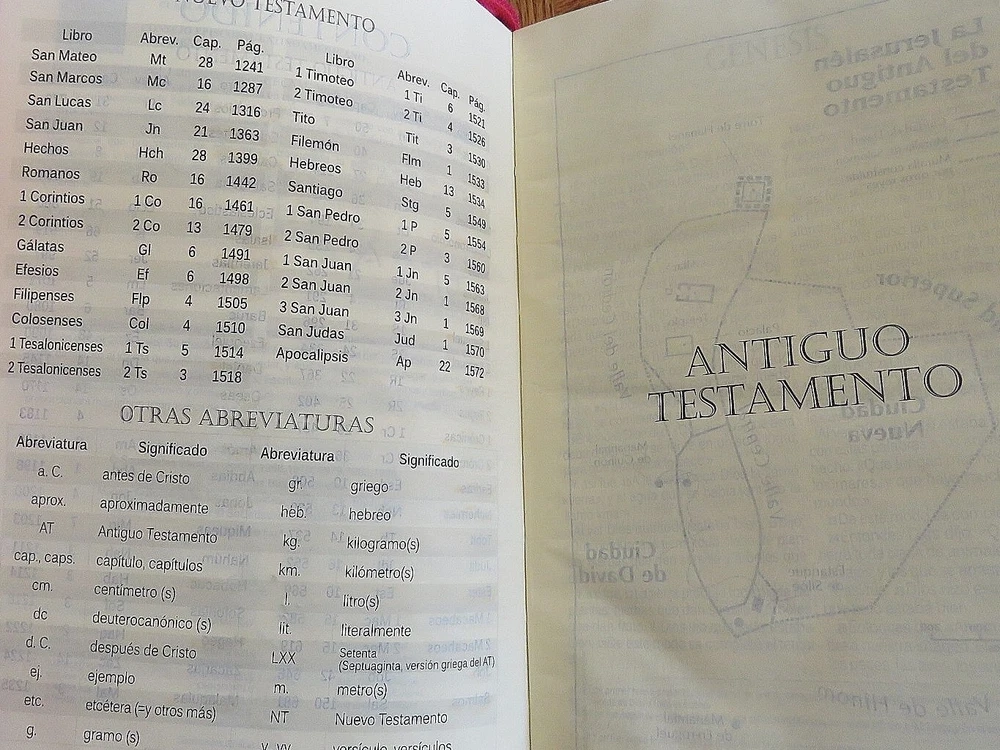 NUEVO TESTAMENTO
Libro Abrev. Cap. Pág.
San Mateo Mt 28 1241
San Marcos Mc 16 1287
San Lucas Lc 24 1316
San Juan Jn 21 1363
Hechos Hch 28 1399
Romanos Ro 16 1442
1 Corintios 1 Co 16 1461
2 Corintios 2 Co 13 1479
Gálatas Gl 6 1491
Efesios Ef 6 1498
Filipenses Flp 4 1505
Colosenses Col 4 1510
1 Tesalonicenses 1 Ts 5 1514
2 Tesalonicenses 2 Ts 3 1518
Libro Abrev. Cap. Pág.
1 Timoteo 1 Ti 6 1521
2 Timoteo 2 Ti 4 1526
Tito Tit 3 1530
Filemón Flm 1 1533
Hebreos Heb 13 1534
Santiago Stg 5 1549
1 San Pedro 1 P 5 1554
2 San Pedro 2 P 3 1560
1 San Juan 1 Jn 5 1563
2 San Juan 2 Jn 1 1568
3 San Juan 3 Jn 1 1569
San Judas Jud 1 1570
Apocalipsis Ap 22 1572
OTRAS ABREVIATURAS
Abreviatura Significado
a. C. antes de Cristo
aprox. aproximadamente
AT Antiguo Testamento
cap., caps. capítulo, capítulos
cm. centímetro (s)
dc deuterocanónico (s)
d. C. después de Cristo
ej. ejemplo
etc. etcétera (=y otros más)
g. gramo (s)
Abreviatura Significado
gr. griego
heb. hebreo
kg. kilogramo(s)
km. kilómetro(s)
l. litro(s)
lit. literalmente
LXX Setenta
(Septuaginta, versión griega del AT)
m. metro(s)
NT Nuevo Testamento
v. vv. versículo, versículos
ANTIGUO
TESTAMENTO